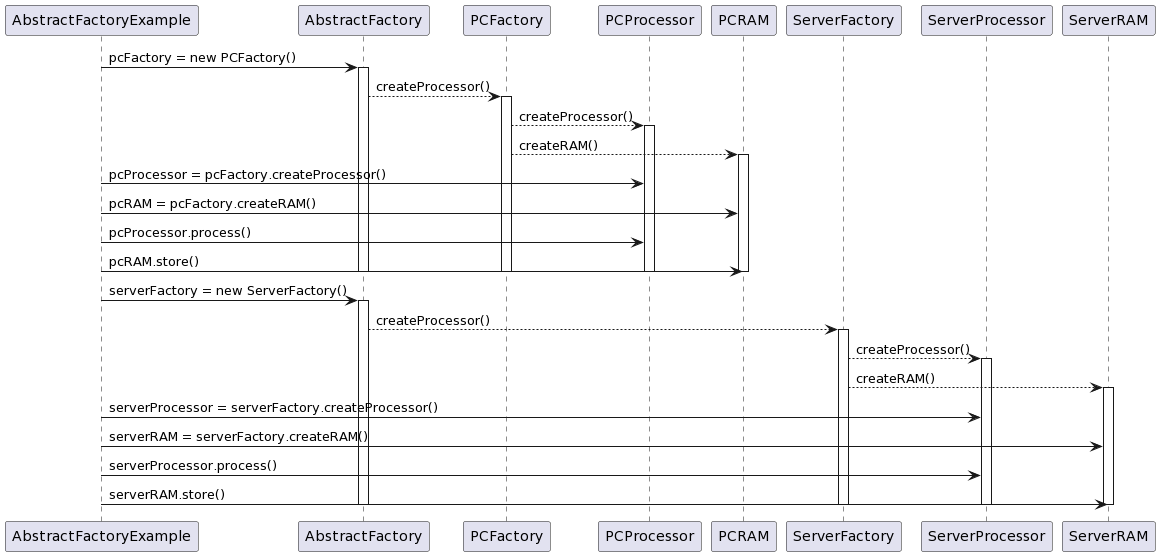 AbstractFactoryExample AbstractFactory PCFactory PCProcessor PCRAM ServerFactory ServerProcessor ServerRAM
pcFactory = new PCFactory()
createProcessor()
createProcessor()
createRAM()
pcProcessor = pcFactory.createProcessor()
pcRAM = pcFactory.createRAM()
pcProcessor.process()
pcRAM.store()
serverFactory = new ServerFactory()
createProcessor()
createProcessor()
createRAM()
serverProcessor = serverFactory.createProcessor()
serverRAM = serverFactory.createRAM()
serverProcessor.process()
serverRAM.store()
AbstractFactoryExample AbstractFactory PCFactory PCProcessor PCRAM ServerFactory ServerProcessor ServerRAM